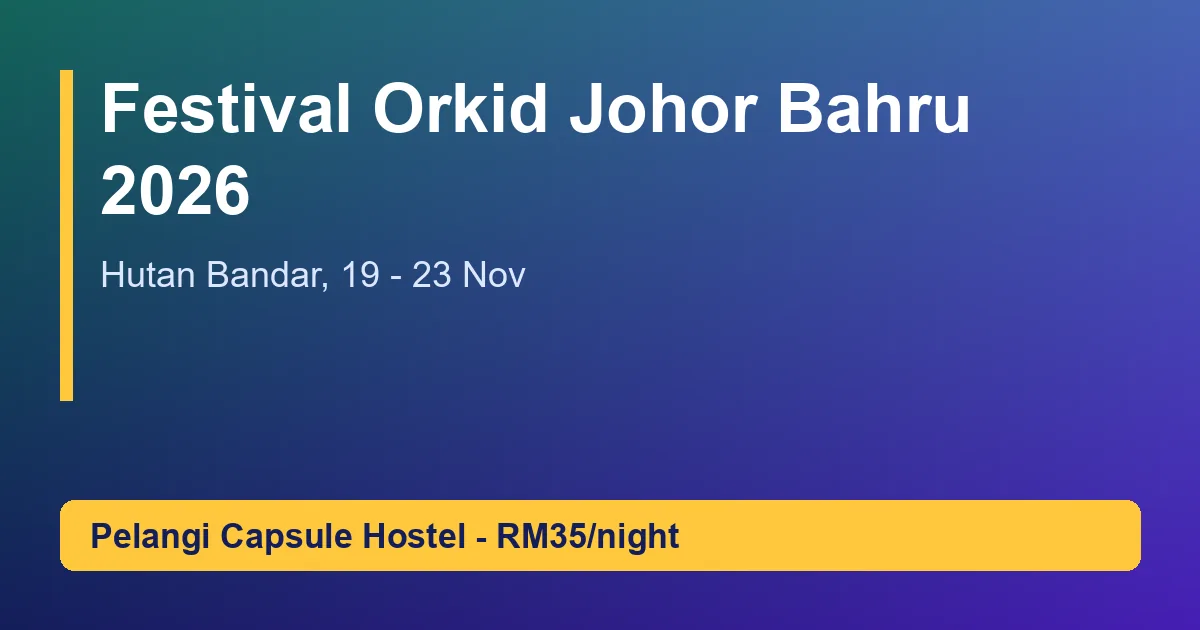 Festival Orkid Johor Bahru
2026
Hutan Bandar, 19 - 23 Nov
Pelangi Capsule Hostel - RM35/night